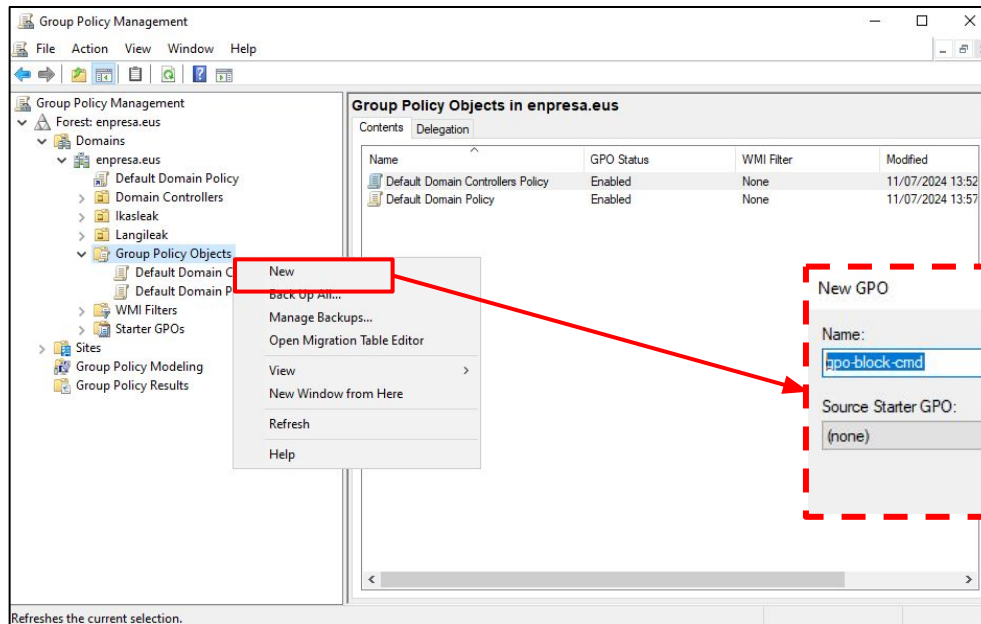 Group Policy Management
File Action View Window Help
Group Policy Management
Forest: enpresa.eus
Domains
enpresa.eus
Default Domain Policy
Domain Controllers
Ikasleak
Langileak
Group Policy Objects
Default Domain C
Default Domain P
WMI Filters
Starter GPOs
Sites
Group Policy Modeling
Group Policy Results
Group Policy Objects in enpresa.eus
Contents Delegation
Name GPO Status WMI Filter Modified
Default Domain Controllers Policy Enabled None 11/07/2024 13:52
Default Domain Policy Enabled None 11/07/2024 13:57
New
Back Up All...
Manage Backups...
Open Migration Table Editor
View
New Window from Here
Refresh
Help
New GPO
Name:
gpo-block-cmd
Source Starter GPO:
(none)
Refreshes the current selection.